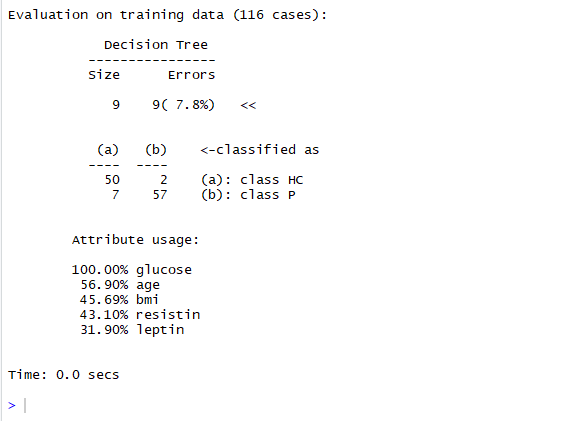 Evaluation on training data (116 cases):
Decision Tree
----------------
Size Errors
9 9( 7.8%) <<
(a) (b) <-classified as
---- ----
50 2 (a): class HC
7 57 (b): class P
Attribute usage:
100.00% glucose
56.90% age
45.69% bmi
43.10% resistin
31.90% leptin
Time: 0.0 secs
>